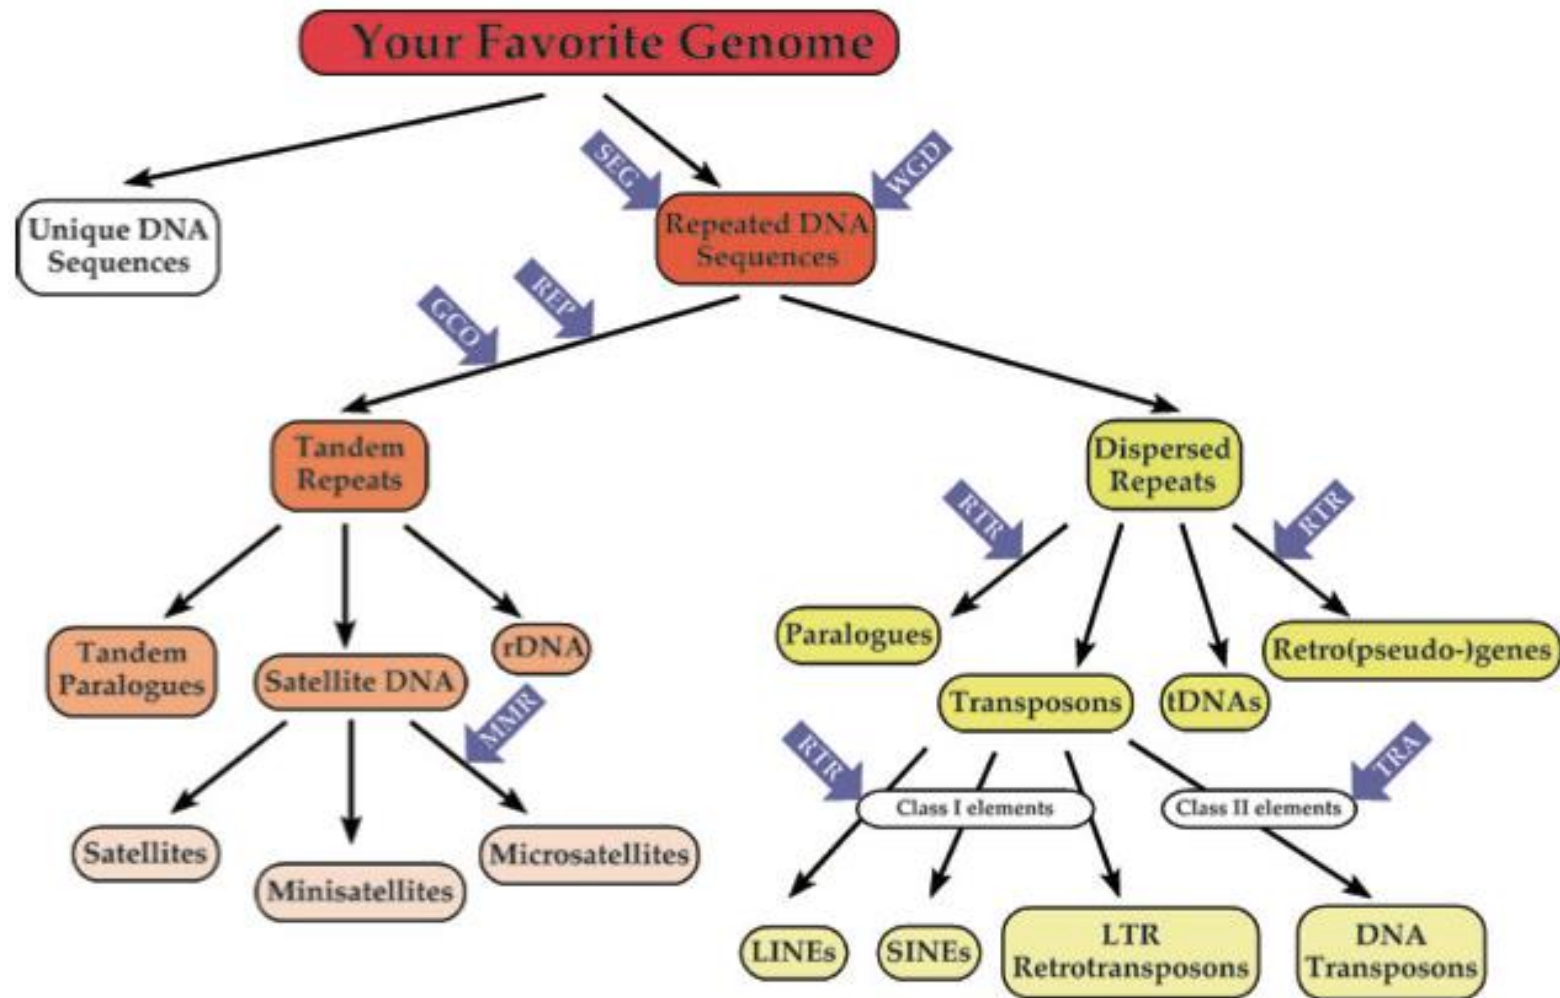 Your Favorite Genome
SEG
WGD
Unique DNA
Sequences
Repeated DNA
Sequences
GCO
REP
Tandem
Repeats
Dispersed
Repeats
RTR
RTR
Tandem
Paralogues
Satellite DNA
rDNA
Paralogues
Transposons
tDNAs
Retro(pseudo-)genes
MMR
RTR
TRA
Class I elements
Class II elements
Satellites
Minisatellites
Microsatellites
LINEs
SINEs
LTR
Retrotransposons
DNA
Transposons